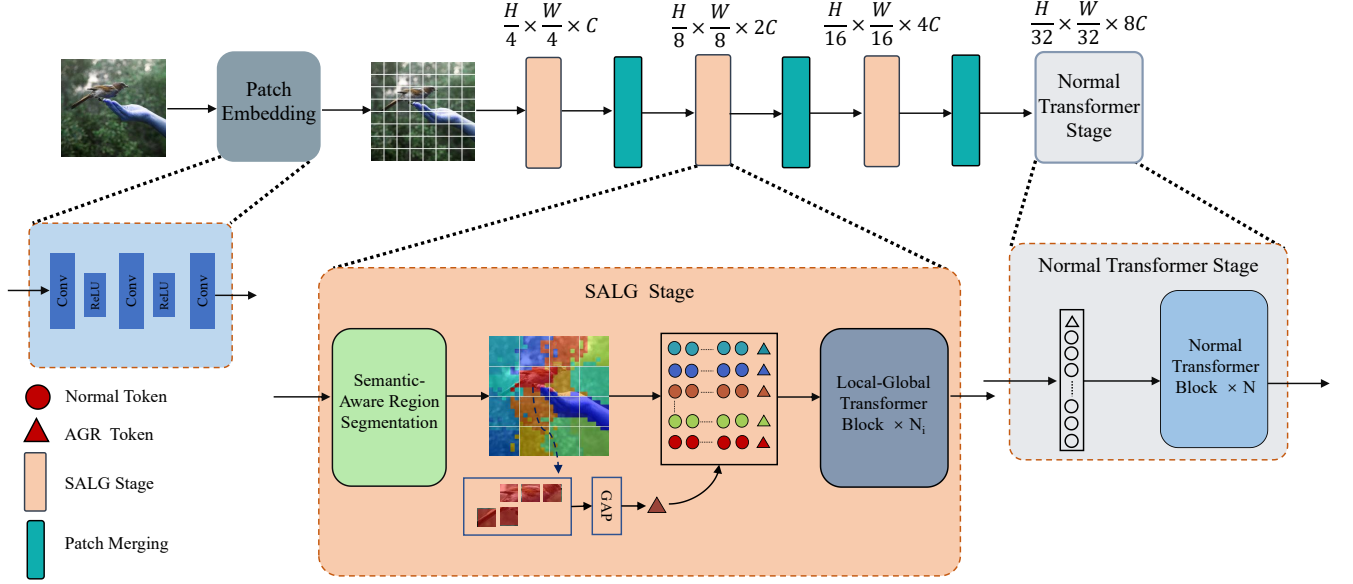 H/4 × W/4 × C
H/8 × W/8 × 2C
H/16 × W/16 × 4C
H/32 × W/32 × 8C
Patch
Embedding
Normal
Transformer
Stage
Conv
ReLU
Conv
ReLU
Conv
SALG Stage
Semantic-
Aware Region
Segmentation
GAP
Local-Global
Transformer
Block × Nᵢ
Normal Transformer Stage
Normal
Transformer
Block × N
Normal Token
AGR Token
SALG Stage
Patch Merging